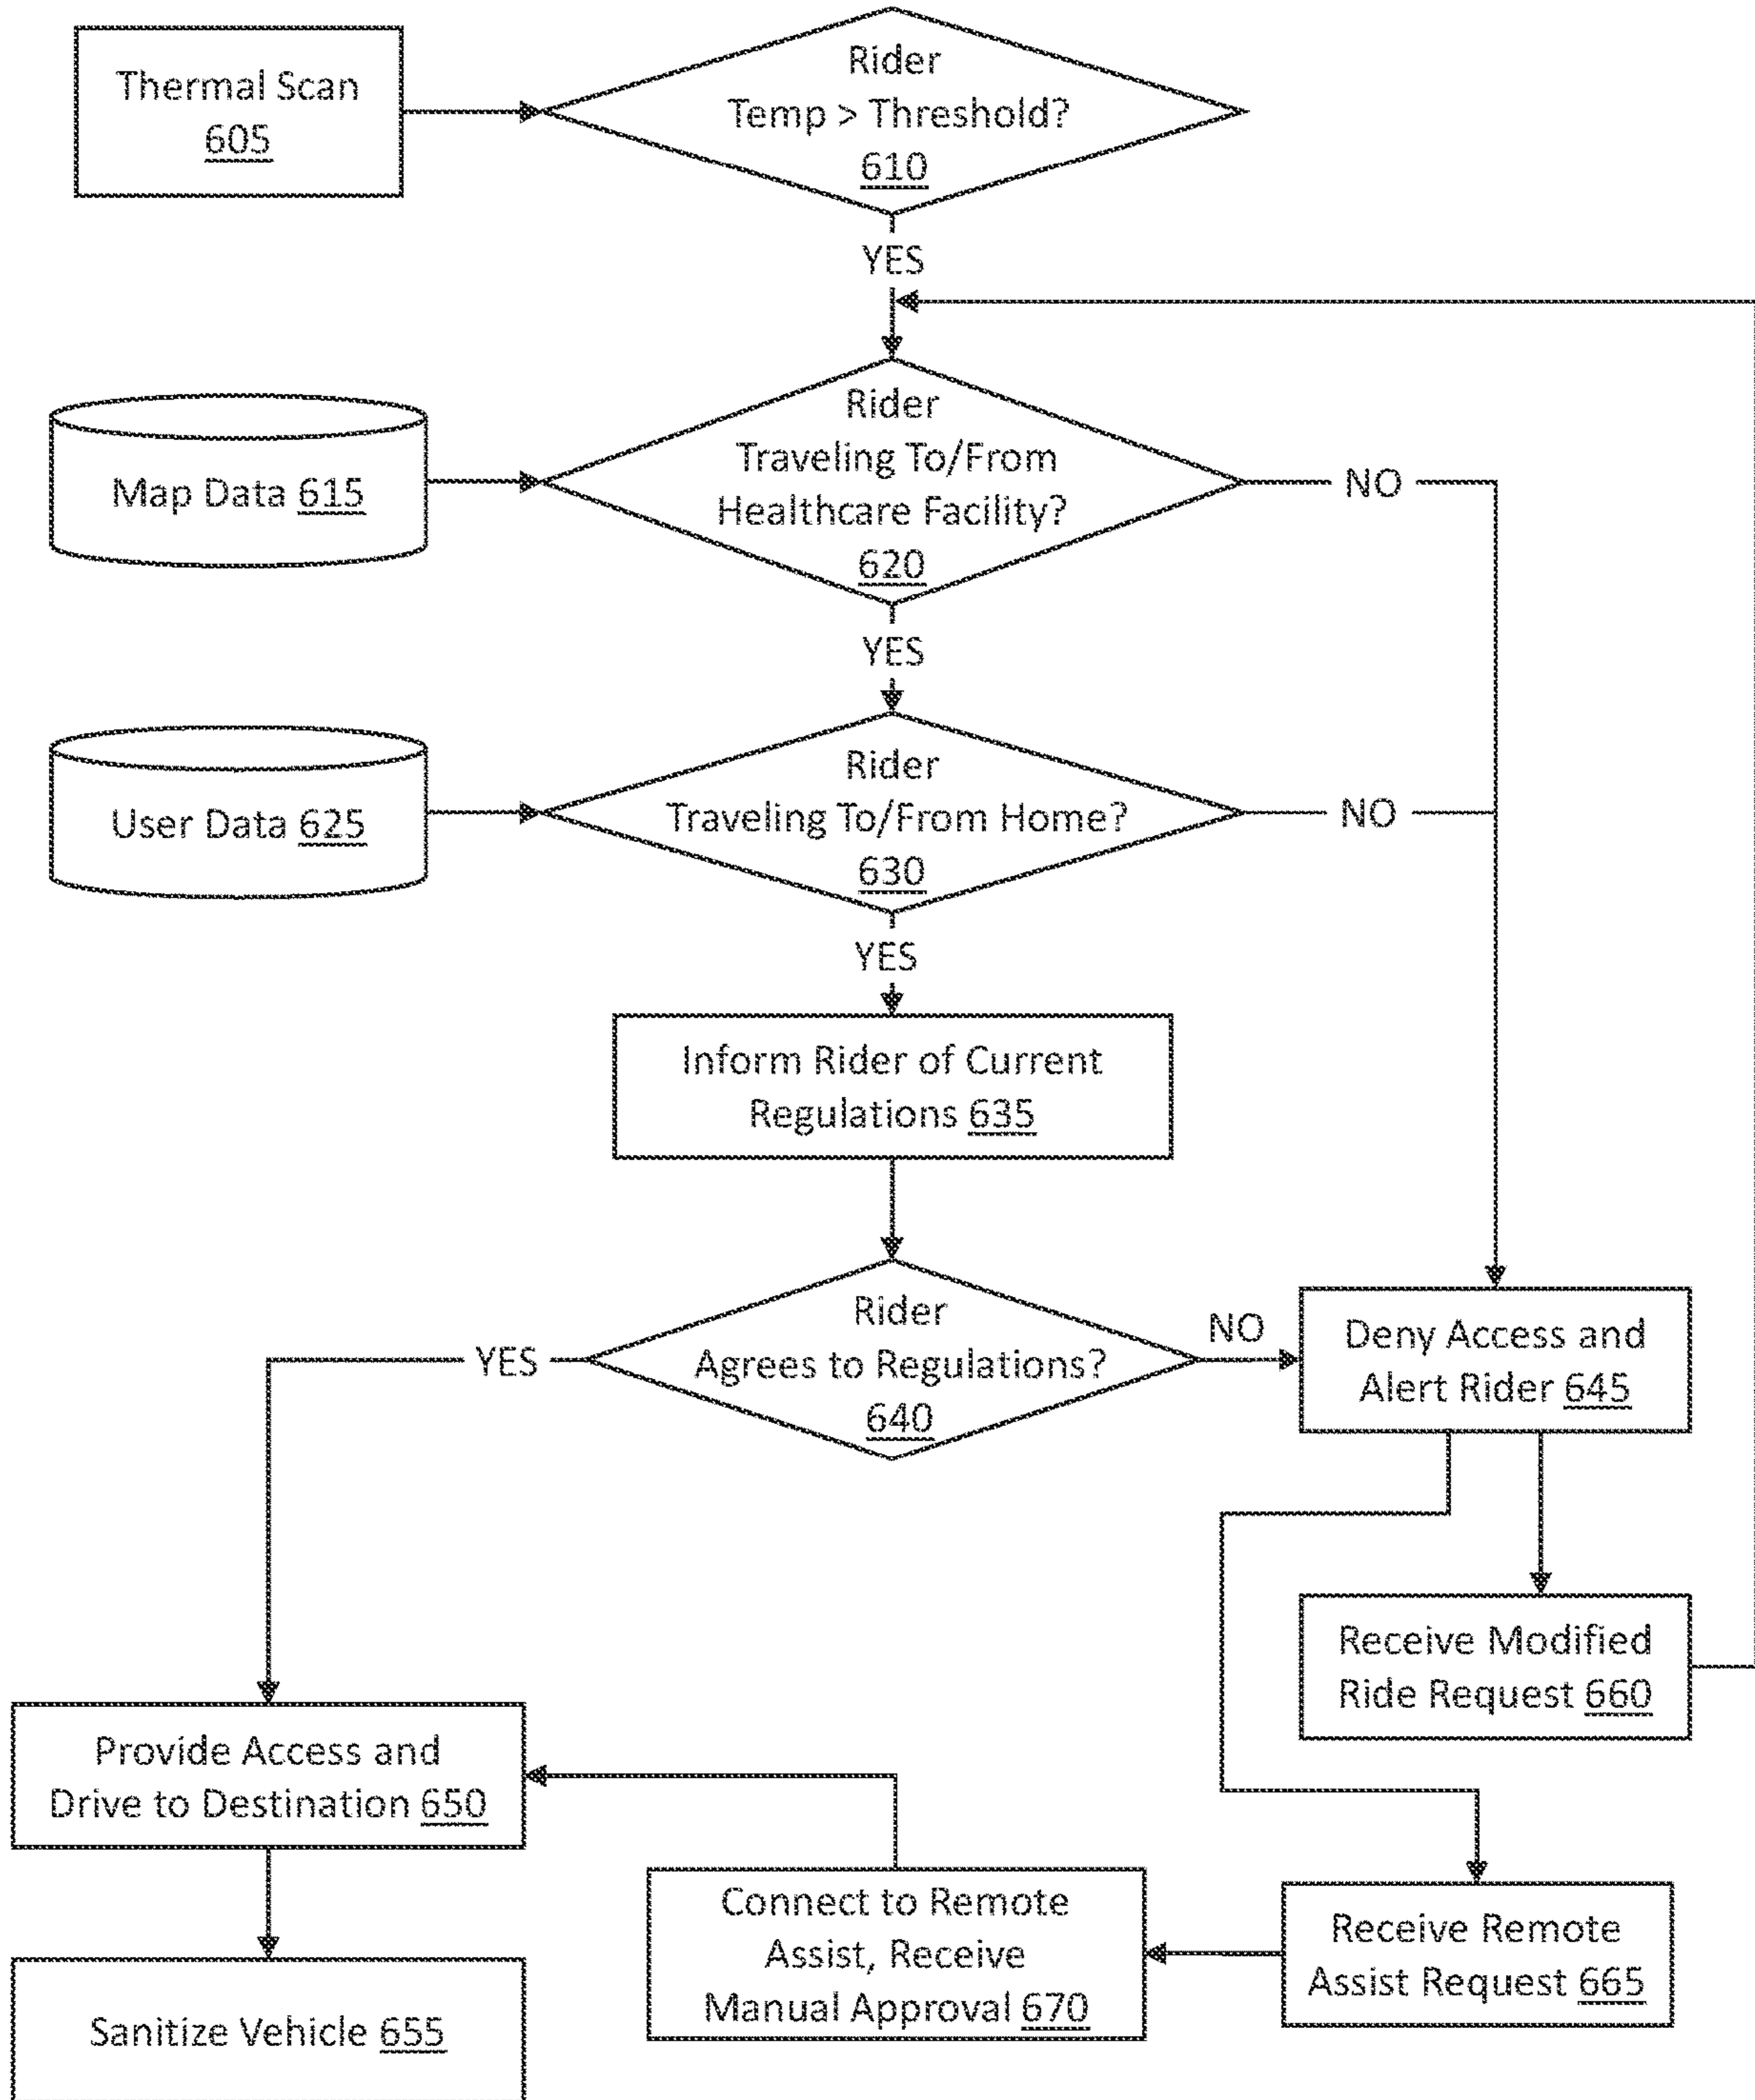 Thermal Scan
605
Rider
Temp > Threshold?
610
YES
Map Data 615
Rider
Traveling To/From
Healthcare Facility?
620
NO
YES
User Data 625
Rider
Traveling To/From Home?
630
NO
YES
Inform Rider of Current
Regulations 635
Rider
Agrees to Regulations?
640
YES
NO
Deny Access and
Alert Rider 645
Receive Modified
Ride Request 660
Provide Access and
Drive to Destination 650
Connect to Remote
Assist, Receive
Manual Approval 670
Receive Remote
Assist Request 665
Sanitize Vehicle 655